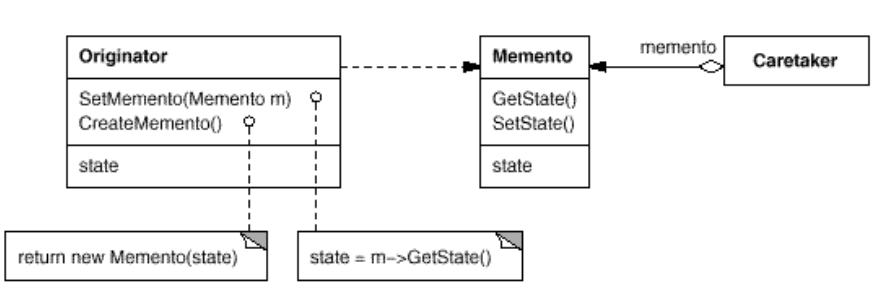 Originator
SetMemento(Memento m)
CreateMemento()
state
Memento
GetState()
SetState()
state
memento
Caretaker
return new Memento(state)
state = m->GetState()